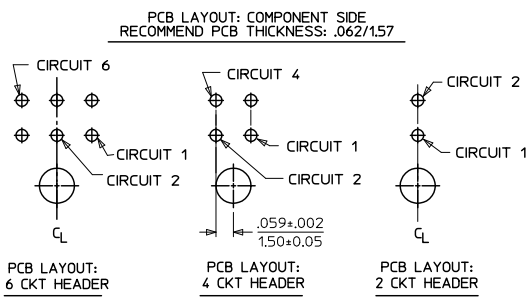 PCB LAYOUT: COMPONENT SIDE
RECOMMEND PCB THICKNESS: .062/1.57
CIRCUIT 6
CIRCUIT 1
CIRCUIT 2
CL
PCB LAYOUT:
6 CKT HEADER
CIRCUIT 4
CIRCUIT 1
CIRCUIT 2
.059±.002
1.50±0.05
PCB LAYOUT:
4 CKT HEADER
CIRCUIT 2
CIRCUIT 1
CL
PCB LAYOUT:
2 CKT HEADER